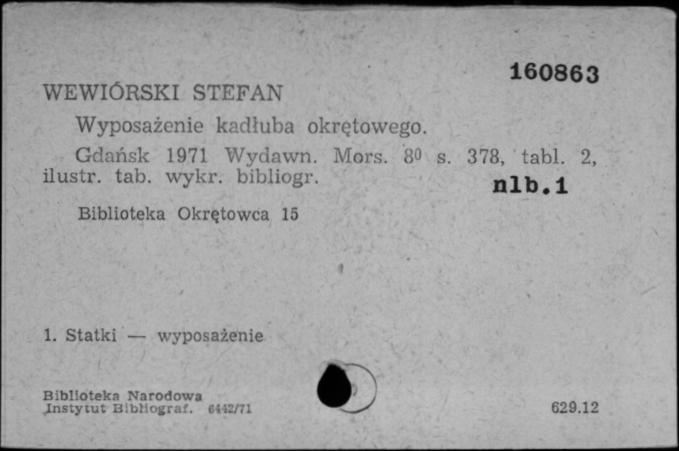 160863
WEWIÓRSKI STEFAN
Wyposażenie kadłuba okrętowego.
Gdańsk 1971 Wydawn. Mors. 8⁰ s. 378, tabl. 2,
ilustr. tab. wykr. bibliogr.
nlb.1
Biblioteka Okrętowca 15
1. Statki — wyposażenie
Biblioteka Narodowa
Instytut Bibliograf. 6442/71
629.12